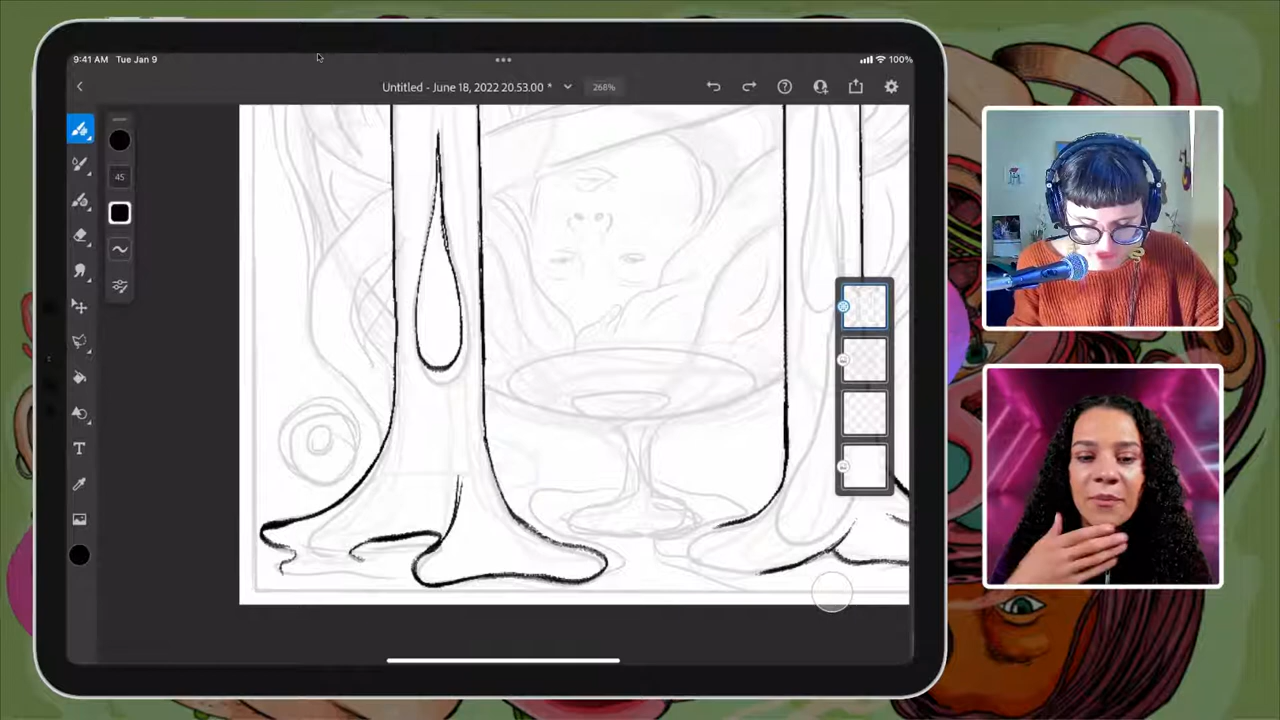 9:41 AM Tue Jan 9
100%
Untitled - June 18, 2022 20.53.00 *
268%
45
T